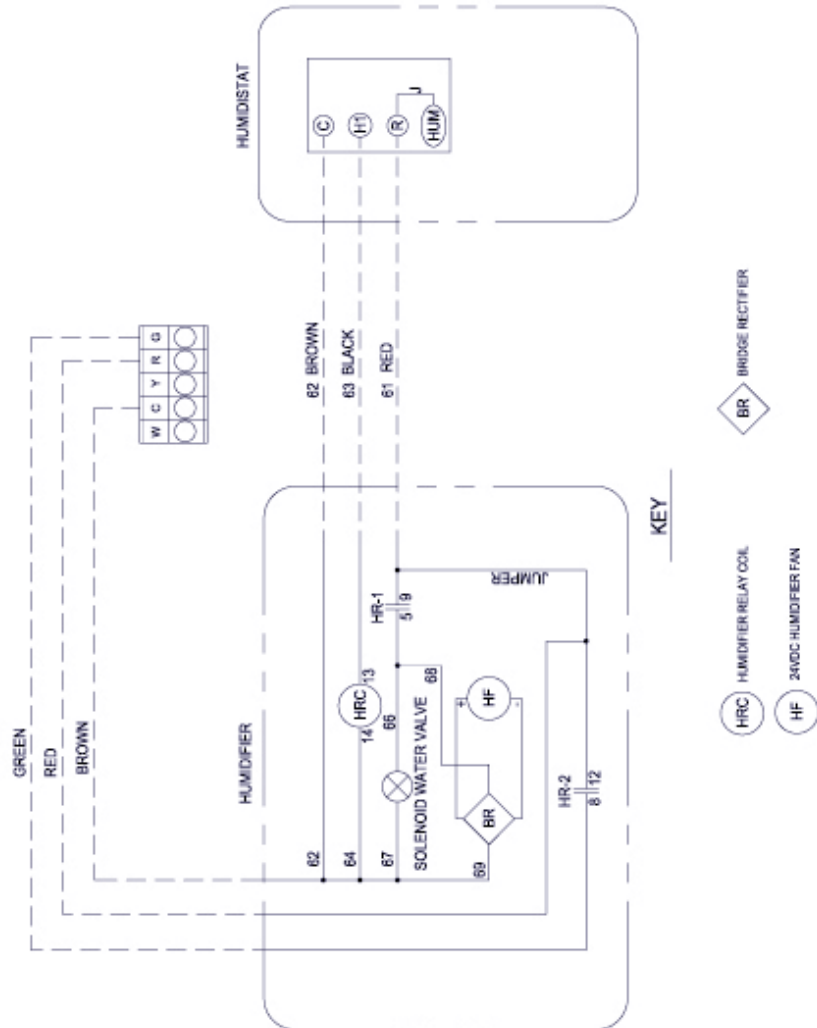 HUMIDISTAT
C
H1
R
HUM
J
W C Y R G
GREEN
RED
BROWN
62 BROWN
63 BLACK
61 RED
HUMIDIFIER
62
64
14 HRC 13
66
67
SOLENOID WATER VALVE
HR-1
5 9
68
JUMPER
69
BR
+ HF -
HR-2
8 12
KEY
HRC HUMIDIFIER RELAY COIL
HF 24VDC HUMIDIFIER FAN
BR BRIDGE RECTIFIER